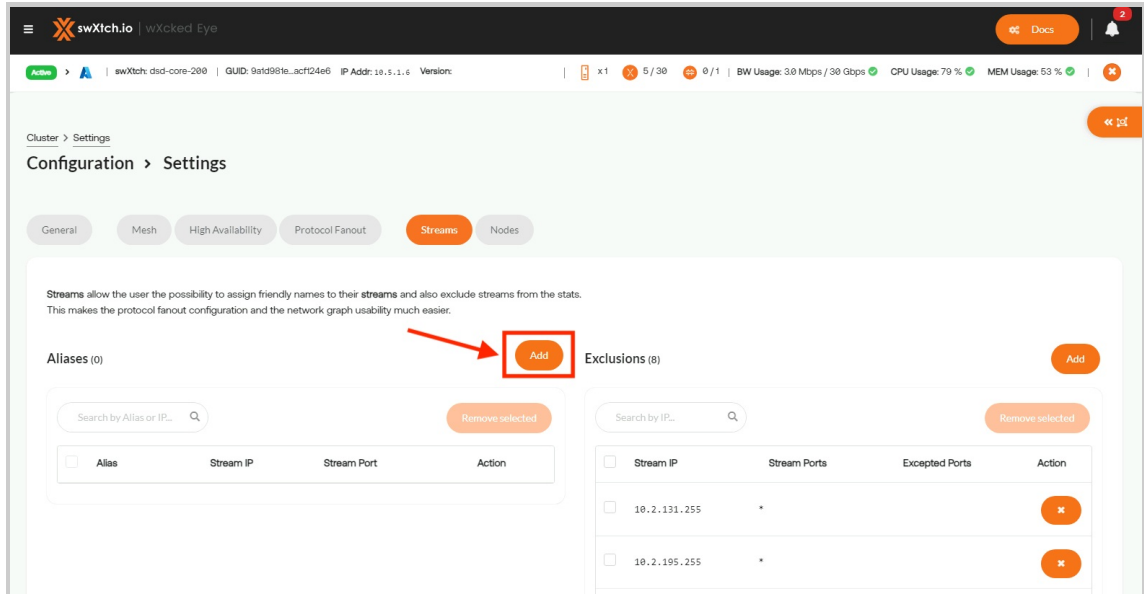 swXtch.io | wXcked Eye
Docs
2
Active > | swXtch: dsd-core-200 | GUID: 9a1d981e...acf124e6 IP Addr: 10.5.1.6 Version: | x1 5 / 30 0 / 1 | BW Usage: 3.0 Mbps / 30 Gbps CPU Usage: 79 % MEM Usage: 53 % |
Cluster > Settings
Configuration > Settings
General Mesh High Availability Protocol Fanout Streams Nodes
Streams allow the user the possibility to assign friendly names to their streams and also exclude streams from the stats.
This makes the protocol fanout configuration and the network graph usability much easier.
Aliases (0) Add Exclusions (8) Add
Search by Alias or IP... Remove selected Search by IP... Remove selected
Alias Stream IP Stream Port Action Stream IP Stream Ports Excepted Ports Action
10.2.131.255 *
10.2.195.255 *